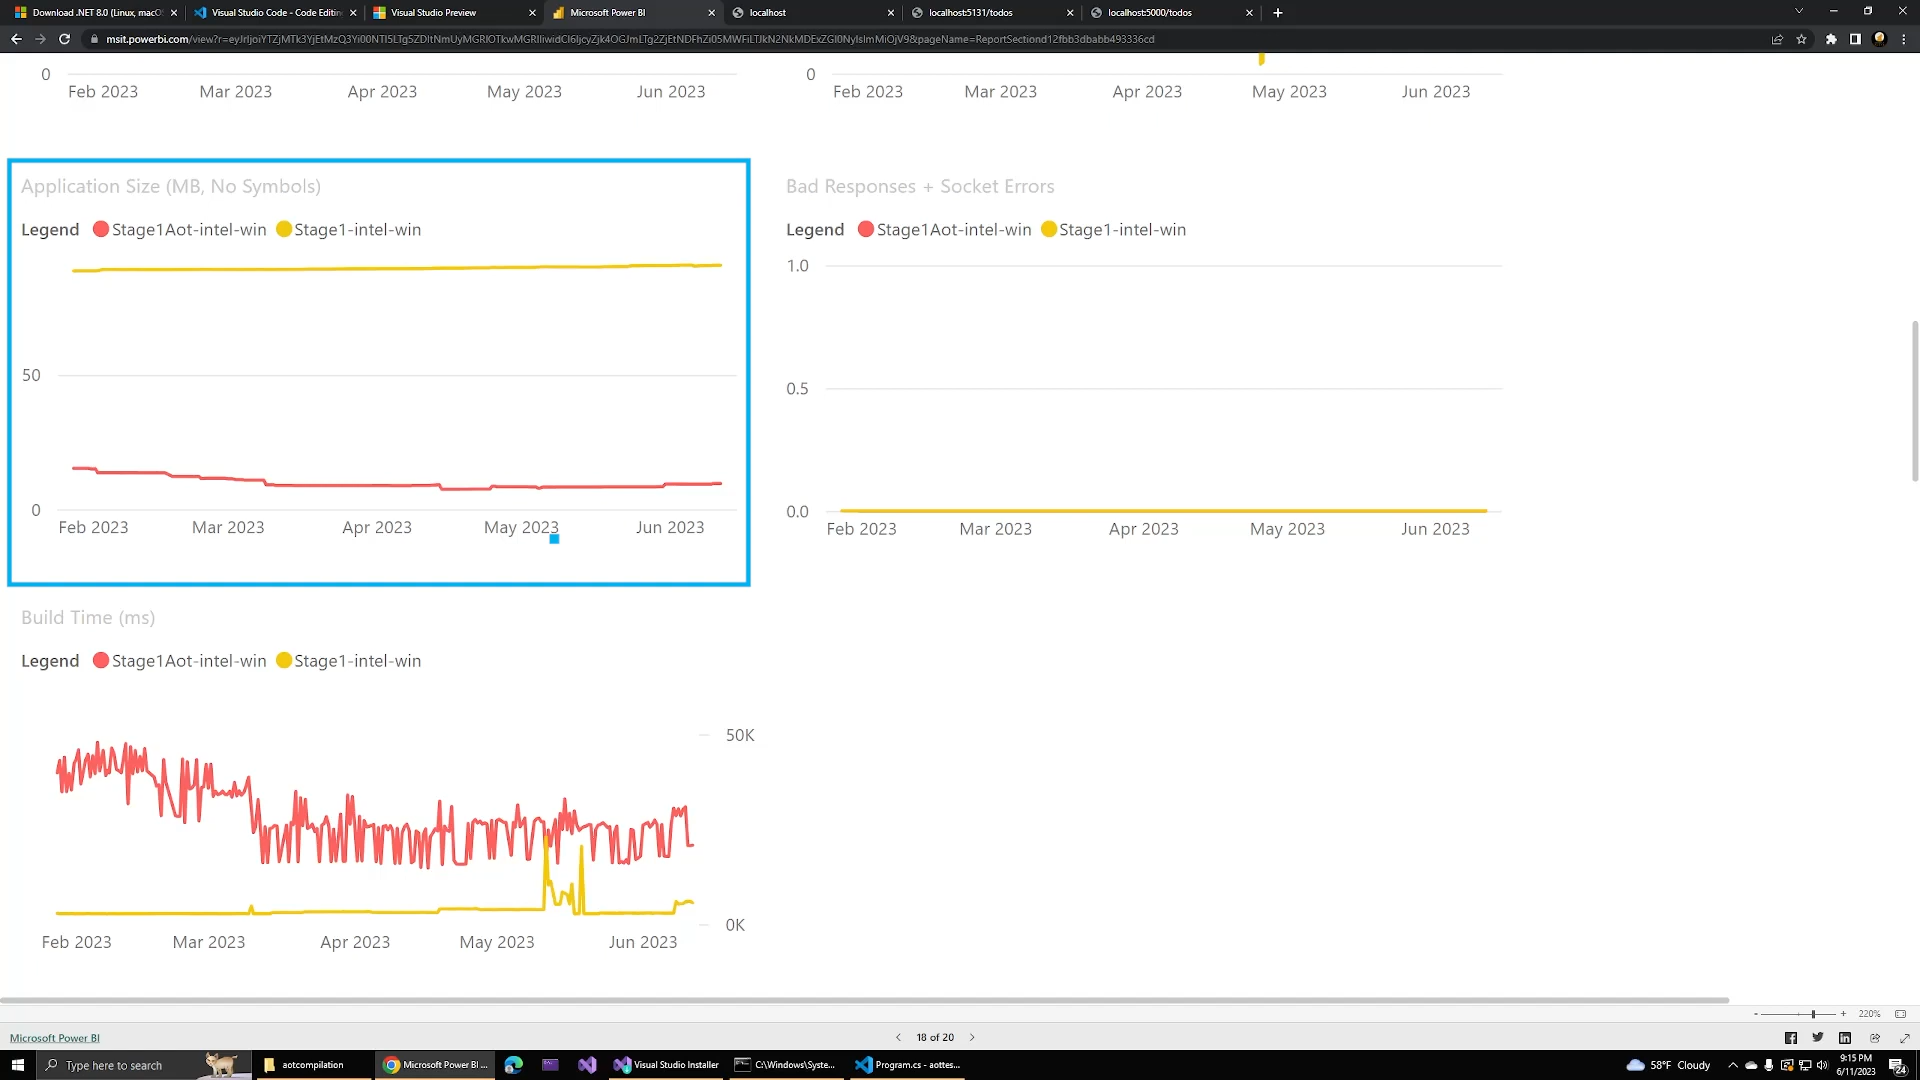 Download .NET 8.0 (Linux, macO
Visual Studio Code - Code Editin
Visual Studio Preview
Microsoft Power BI
localhost
localhost:5131/todos
localhost:5000/todos
0
Feb 2023 Mar 2023 Apr 2023 May 2023 Jun 2023
0
Feb 2023 Mar 2023 Apr 2023 May 2023 Jun 2023
Application Size (MB, No Symbols)
Legend Stage1Aot-intel-win Stage1-intel-win
50
0
Feb 2023 Mar 2023 Apr 2023 May 2023 Jun 2023
Bad Responses + Socket Errors
Legend Stage1Aot-intel-win Stage1-intel-win
1.0
0.5
0.0
Feb 2023 Mar 2023 Apr 2023 May 2023 Jun 2023
Build Time (ms)
Legend Stage1Aot-intel-win Stage1-intel-win
50K
0K
Feb 2023 Mar 2023 Apr 2023 May 2023 Jun 2023
- + 220%
Microsoft Power BI
18 of 20
Type here to search
aotcompilation
Microsoft Power BI ...
Visual Studio Installer
C:\Windows\Syste...
Program.cs - aottes...
58°F Cloudy
9:15 PM
6/11/2023
24